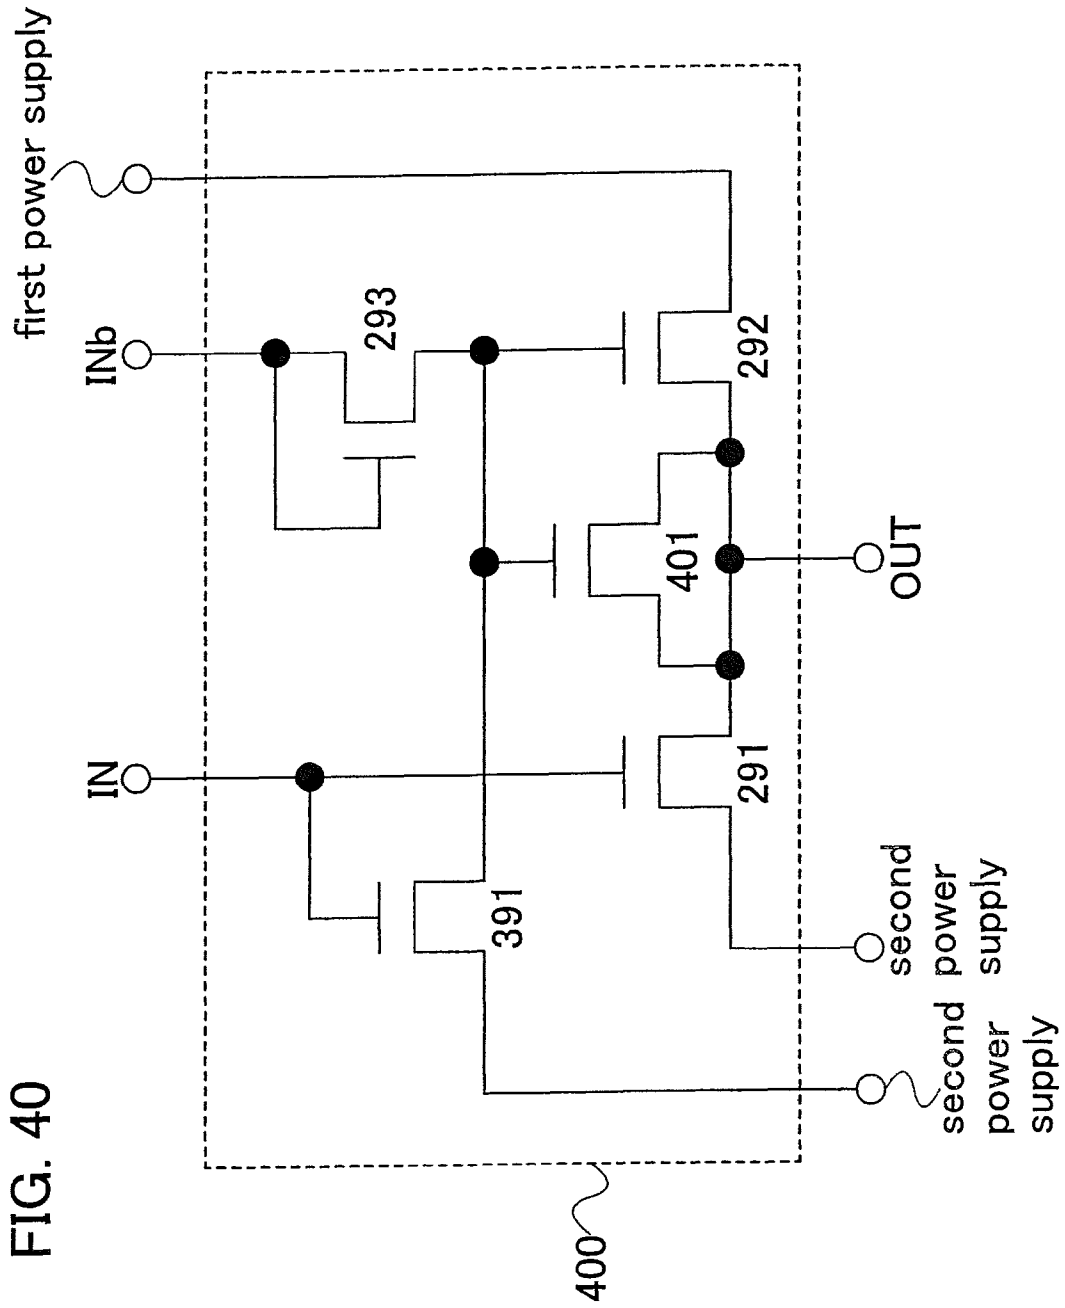 FIG. 40
400
IN
INb
first power supply
293
391
401
291
292
second
power
supply
second
power
supply
OUT